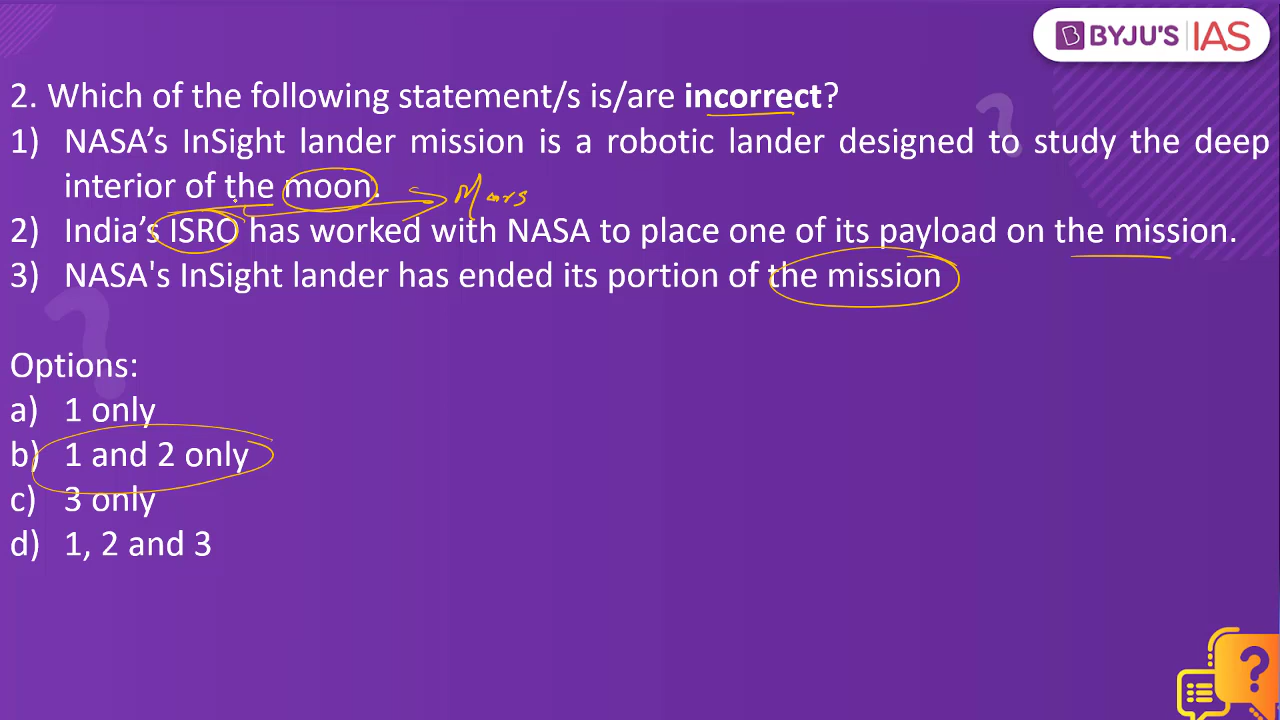 BYJU'S IAS
2. Which of the following statement/s is/are incorrect?
1) NASA’s InSight lander mission is a robotic lander designed to study the deep
interior of the moon.
Mars
2) India’s ISRO has worked with NASA to place one of its payload on the mission.
3) NASA's InSight lander has ended its portion of the mission
Options:
a) 1 only
b) 1 and 2 only
c) 3 only
d) 1, 2 and 3